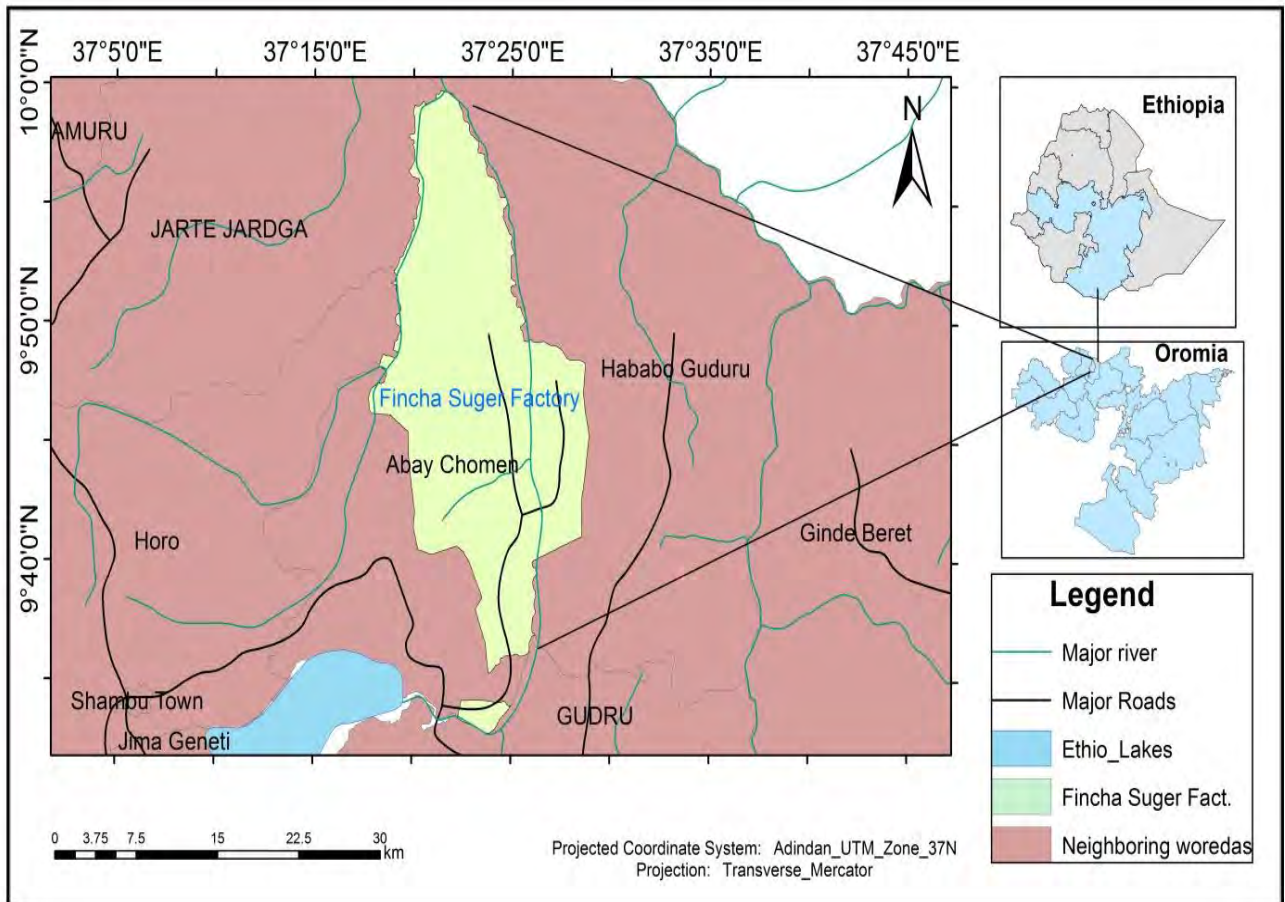 37°5'0"E 37°15'0"E 37°25'0"E 37°35'0"E 37°45'0"E
10°0'0"N
9°50'0"N
9°40'0"N
AMURU
JARTE JARDGA
Hababo Guduru
Fincha Suger Factory
Abay Chomen
Horo
Ginde Beret
Shambu Town
GUDRU
Jima Geneti
N
Ethiopia
Oromia
Legend
Major river
Major Roads
Ethio_Lakes
Fincha Suger Fact.
Neighboring woredas
0 3.75 7.5 15 22.5 30
km
Projected Coordinate System: Adindan_UTM_Zone_37N
Projection: Transverse_Mercator